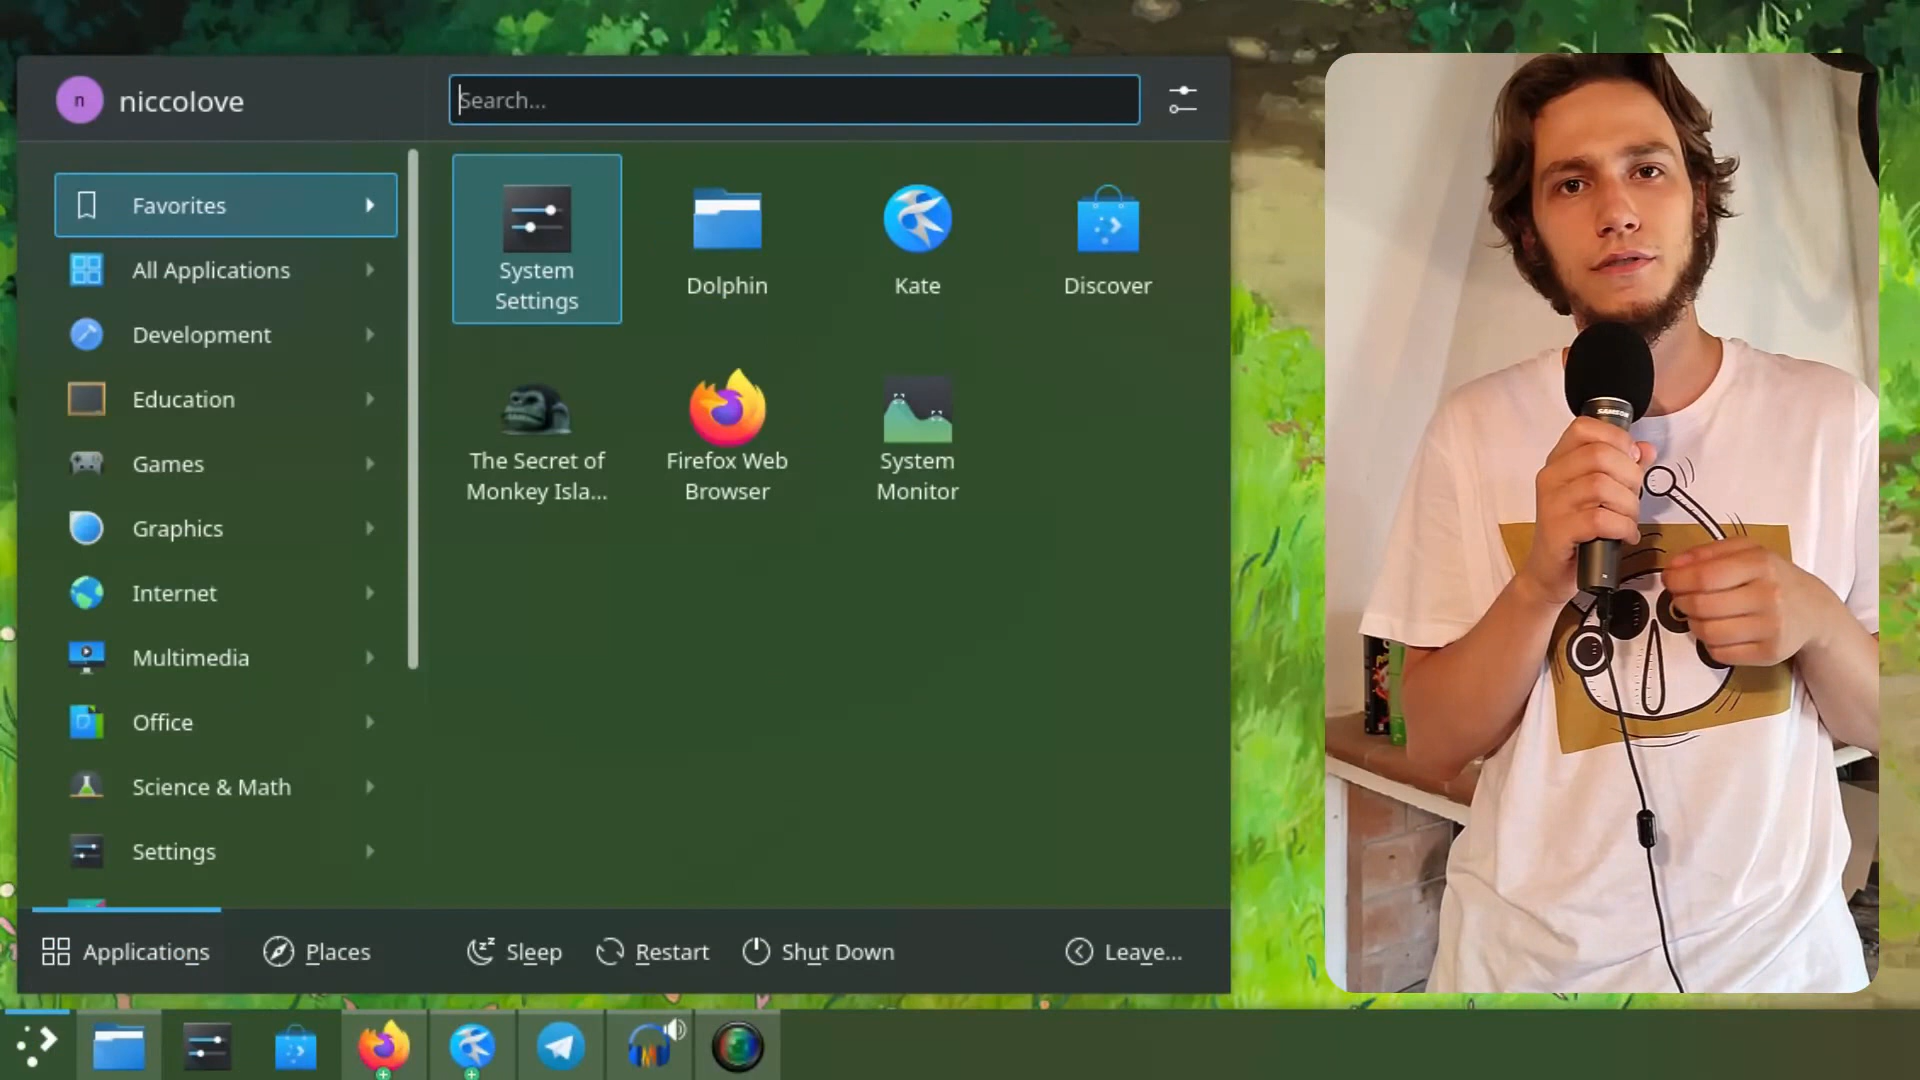 n
niccolove
Search...
Favorites
All Applications
Development
Education
Games
Graphics
Internet
Multimedia
Office
Science & Math
Settings
System
Settings
Dolphin
Kate
Discover
The Secret of
Monkey Isla...
Firefox Web
Browser
System
Monitor
Applications
Places
Sleep
Restart
Shut Down
Leave...
SAMSON